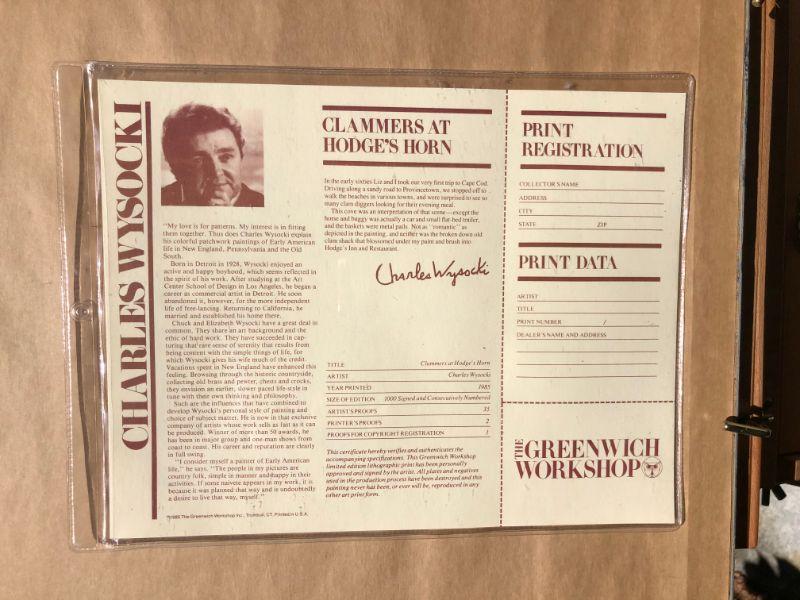 CHARLES WYSOCKI
"My love is for patterns. My interest is in fitting
them together. Thus does Charles Wysocki explain
his colorful patchwork paintings of Early American
life in New England, Pennsylvania and the Old
South.
Born in Detroit in 1928, Wysocki enjoyed an
active and happy boyhood, which seems reflected in
the spirit of his work. After studying at the Art
Center School of Design in Los Angeles, he began a
career as commercial artist in Detroit. He soon
abandoned it, however, for the more independent
life of free-lancing. Returning to California, he
married and established his home there.
Chuck and Elizabeth Wysocki have a great deal in
common. They share an art background and the
ethic of hard work. They have succeeded in cap-
turing that rare sense of serenity that results from
being content with the simple things of life, for
which Wysocki gives his wife much of the credit.
Vacations spent in New England have enhanced this
feeling. Browsing through the historic countryside,
collecting old brass and pewter, chests and crocks,
they envision an earlier, slower paced life-style in
tune with their own thinking and philosophy.
Such are the influences that have combined to
develop Wysocki's personal style of painting and
choice of subject matter. He is now in that exclusive
company of artists whose work sells as fast as it can
be produced. Winner of more than 50 awards, he
has been in major group and one-man shows from
coast to coast. His career and reputation are clearly
in full swing.
"I consider myself a painter of Early American
life," he says. "The people in my pictures are
country folk, simple in manner and happy in their
activities. If some naivete appears in my work, it is
because it was planned that way and is undoubtedly
a desire to live that way, myself."
©1985 The Greenwich Workshop Inc., Trumbull, CT. Printed in U.S.A.
CLAMMERS AT
HODGE'S HORN
In the early sixties Liz and I took our very first trip to Cape Cod.
Driving along a sandy road to Provincetown, we stopped off to
walk the beaches in various towns, and were surprised to see so
many clam diggers looking for their evening meal.
This cove was an interpretation of that scene—except the
horse and buggy was actually a car and small flat-bed trailer,
and the baskets were metal pails. Not as "romantic" as
depicted in the painting, and neither was the broken down old
clam shack that blossomed under my paint and brush into
Hodge's Inn and Restaurant.
Charles Wysocki
TITLE Clammers at Hodge's Horn
ARTIST Charles Wysocki
YEAR PRINTED 1985
SIZE OF EDITION 1000 Signed and Consecutively Numbered
ARTIST'S PROOFS 35
PRINTER'S PROOFS 2
PROOFS FOR COPYRIGHT REGISTRATION 1
This certificate hereby verifies and authenticates the
accompanying specifications. This Greenwich Workshop
limited edition lithographic print has been personally
approved and signed by the artist. All plates and negatives
used in the production process have been destroyed and this
painting never has been, or ever will be, reproduced in any
other art print form.
PRINT
REGISTRATION
COLLECTOR'S NAME
ADDRESS
CITY
STATE ZIP
PRINT DATA
ARTIST
TITLE
PRINT NUMBER /
DEALER'S NAME AND ADDRESS
THE GREENWICH
WORKSHOP